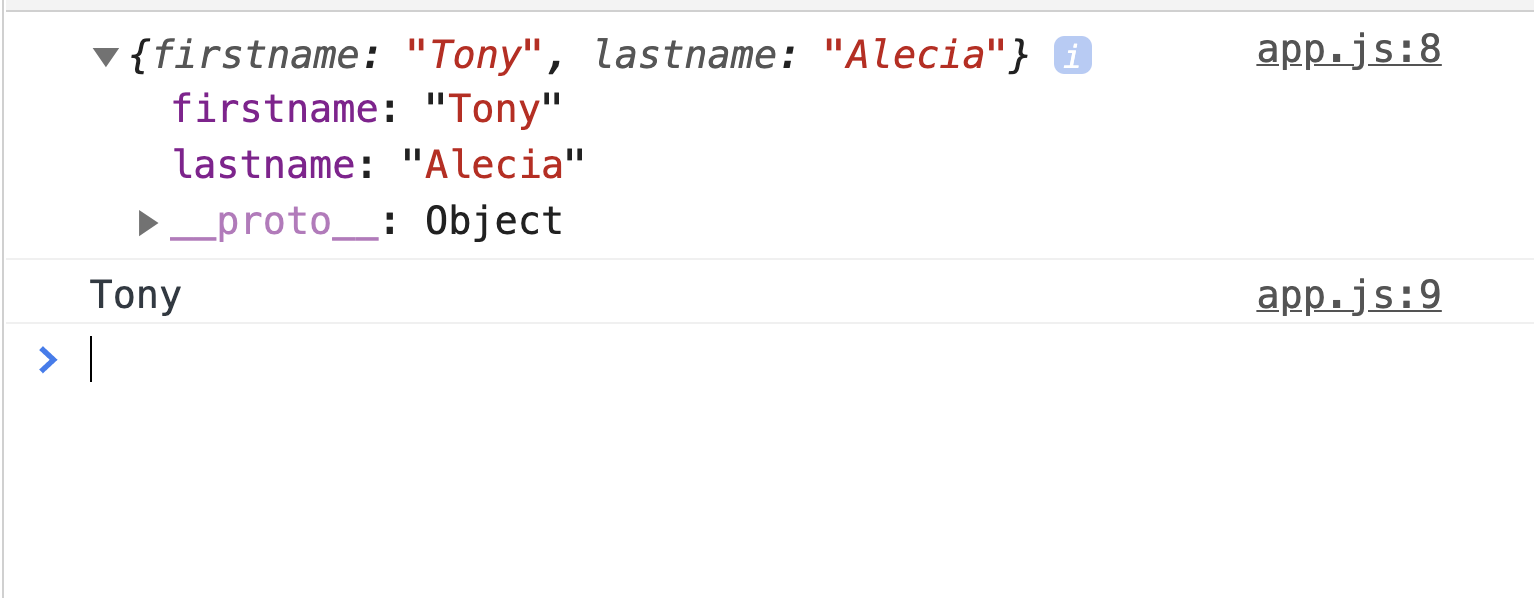 ▼{firstname: "Tony", lastname: "Alecia"} i app.js:8
firstname: "Tony"
lastname: "Alecia"
▶__proto__: Object
Tony app.js:9
>